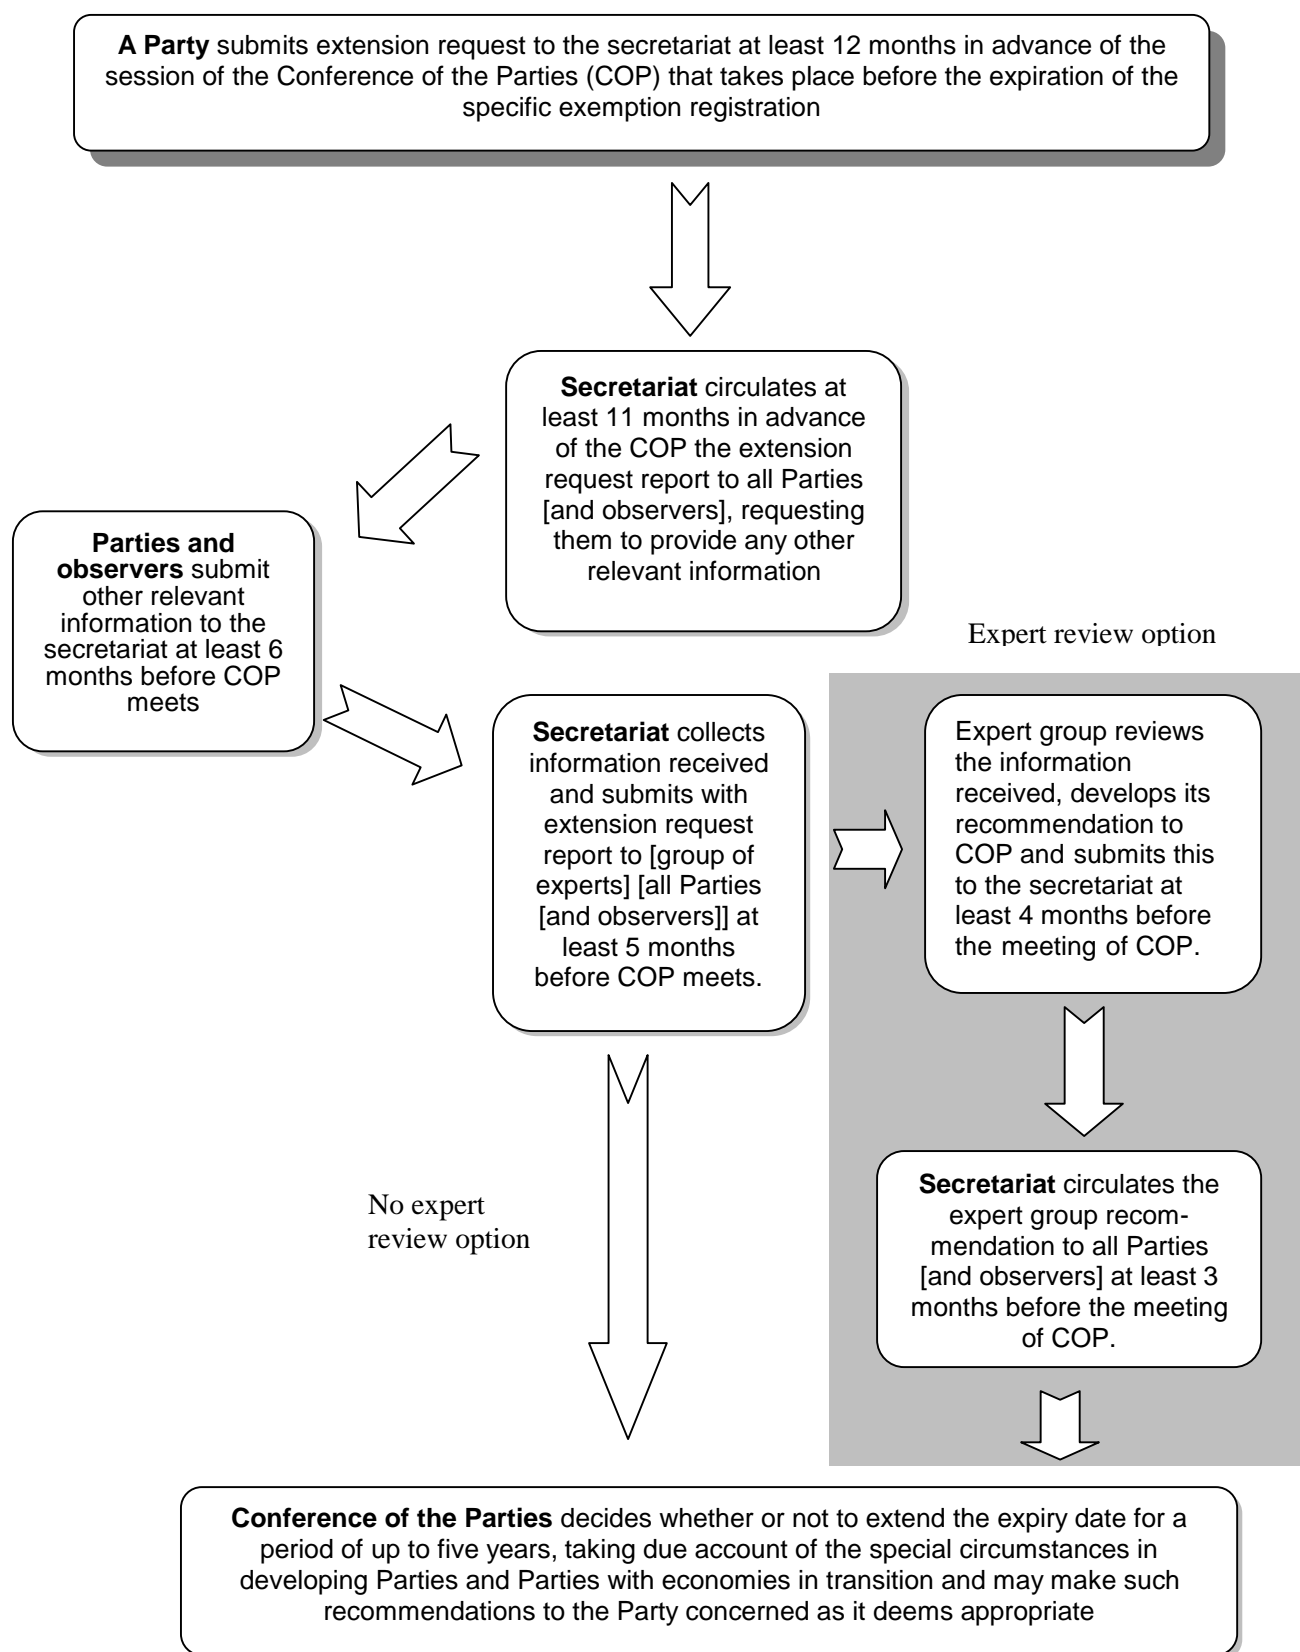 A Party submits extension request to the secretariat at least 12 months in advance of the
session of the Conference of the Parties (COP) that takes place before the expiration of the
specific exemption registration
Secretariat circulates at
least 11 months in advance
of the COP the extension
request report to all Parties
[and observers], requesting
them to provide any other
relevant information
Parties and
observers submit
other relevant
information to the
secretariat at least 6
months before COP
meets
Expert review option
Secretariat collects
information received
and submits with
extension request
report to [group of
experts] [all Parties
[and observers]] at
least 5 months
before COP meets.
Expert group reviews
the information
received, develops its
recommendation to
COP and submits this
to the secretariat at
least 4 months before
the meeting of COP.
No expert
review option
Secretariat circulates the
expert group recom-
mendation to all Parties
[and observers] at least 3
months before the meeting
of COP.
Conference of the Parties decides whether or not to extend the expiry date for a
period of up to five years, taking due account of the special circumstances in
developing Parties and Parties with economies in transition and may make such
recommendations to the Party concerned as it deems appropriate